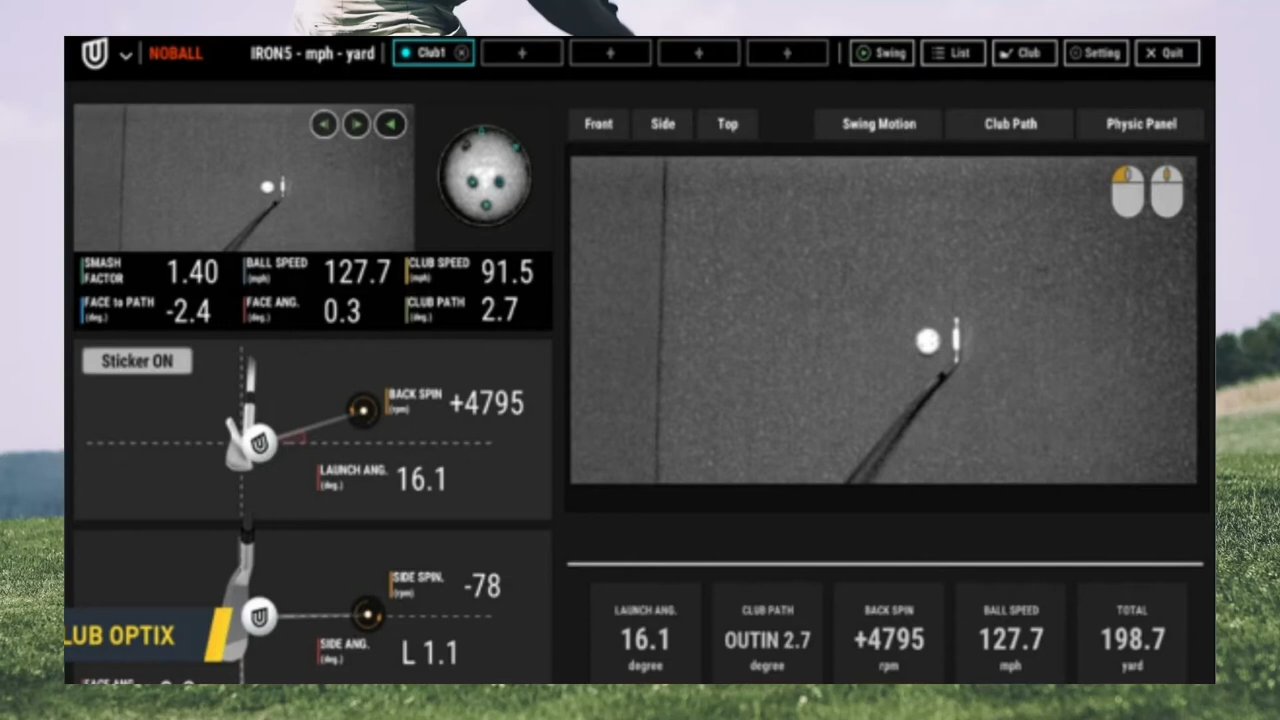 NOBALL IRON5 - mph - yard Club1 + + + + Swing List Club Setting Quit
Front Side Top Swing Motion Club Path Physic Panel
SMASH FACTOR 1.40 BALL SPEED (mph) 127.7 CLUB SPEED (mph) 91.5
FACE to PATH (deg.) -2.4 FACE ANG. (deg.) 0.3 CLUB PATH (deg.) 2.7
Sticker ON
BACK SPIN (rpm) +4795
LAUNCH ANG. (deg.) 16.1
SIDE SPIN. (rpm) -78
LUB OPTIX
SIDE ANG. (deg.) L 1.1
LAUNCH ANG. CLUB PATH BACK SPIN BALL SPEED TOTAL
16.1 OUTIN 2.7 +4795 127.7 198.7
degree degree rpm mph yard
FACE ANG.